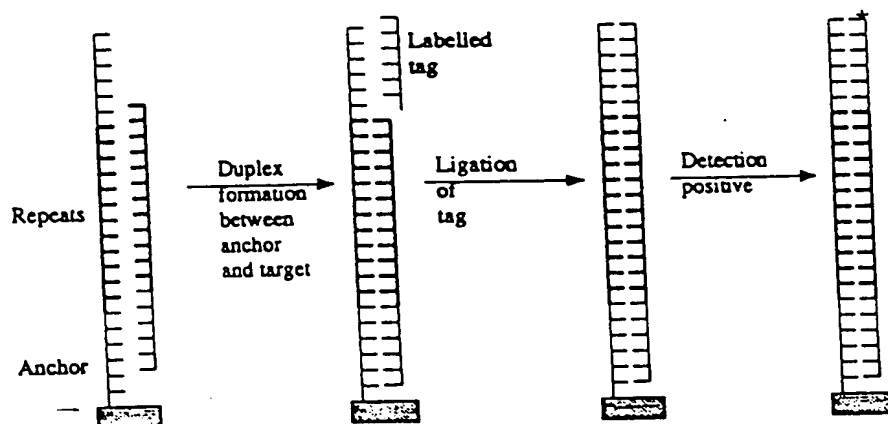 Labelled
tag
Repeats
Anchor
Duplex
formation
between
anchor
and target
Ligation
of
tag
Detection
positive
*